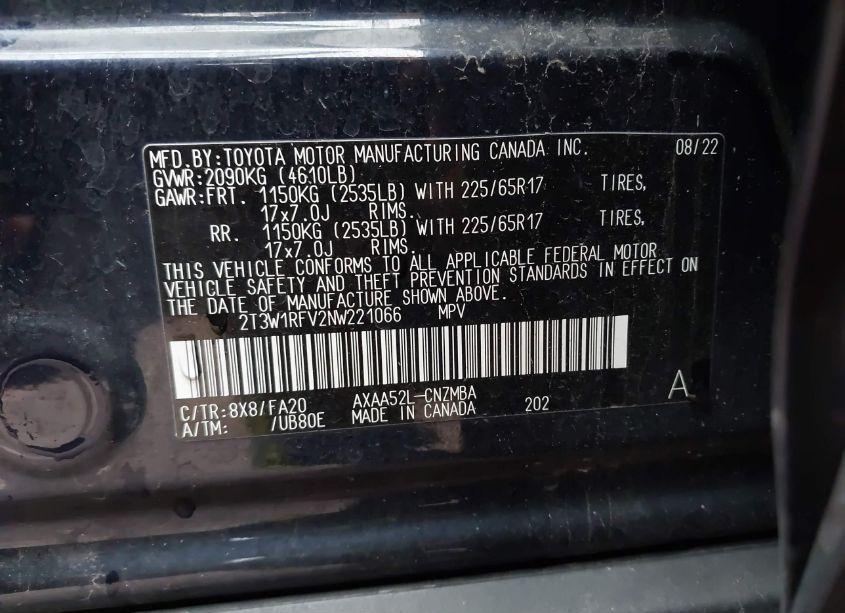 MFD.BY:TOYOTA MOTOR MANUFACTURING CANADA INC. 08/22
GVWR:2090KG (4610LB)
GAWR:FRT. 1150KG (2535LB) WITH 225/65R17 TIRES,
17x7.0J RIMS.
RR. 1150KG (2535LB) WITH 225/65R17 TIRES,
17x7.0J RIMS.
THIS VEHICLE CONFORMS TO ALL APPLICABLE FEDERAL MOTOR
VEHICLE SAFETY AND THEFT PREVENTION STANDARDS IN EFFECT ON
THE DATE OF MANUFACTURE SHOWN ABOVE.
2T3W1RFV2NW221066 MPV
C/TR:8X8/FA20 AXAA52L-CNZMBA A
A/TM: /UB80E MADE IN CANADA 202